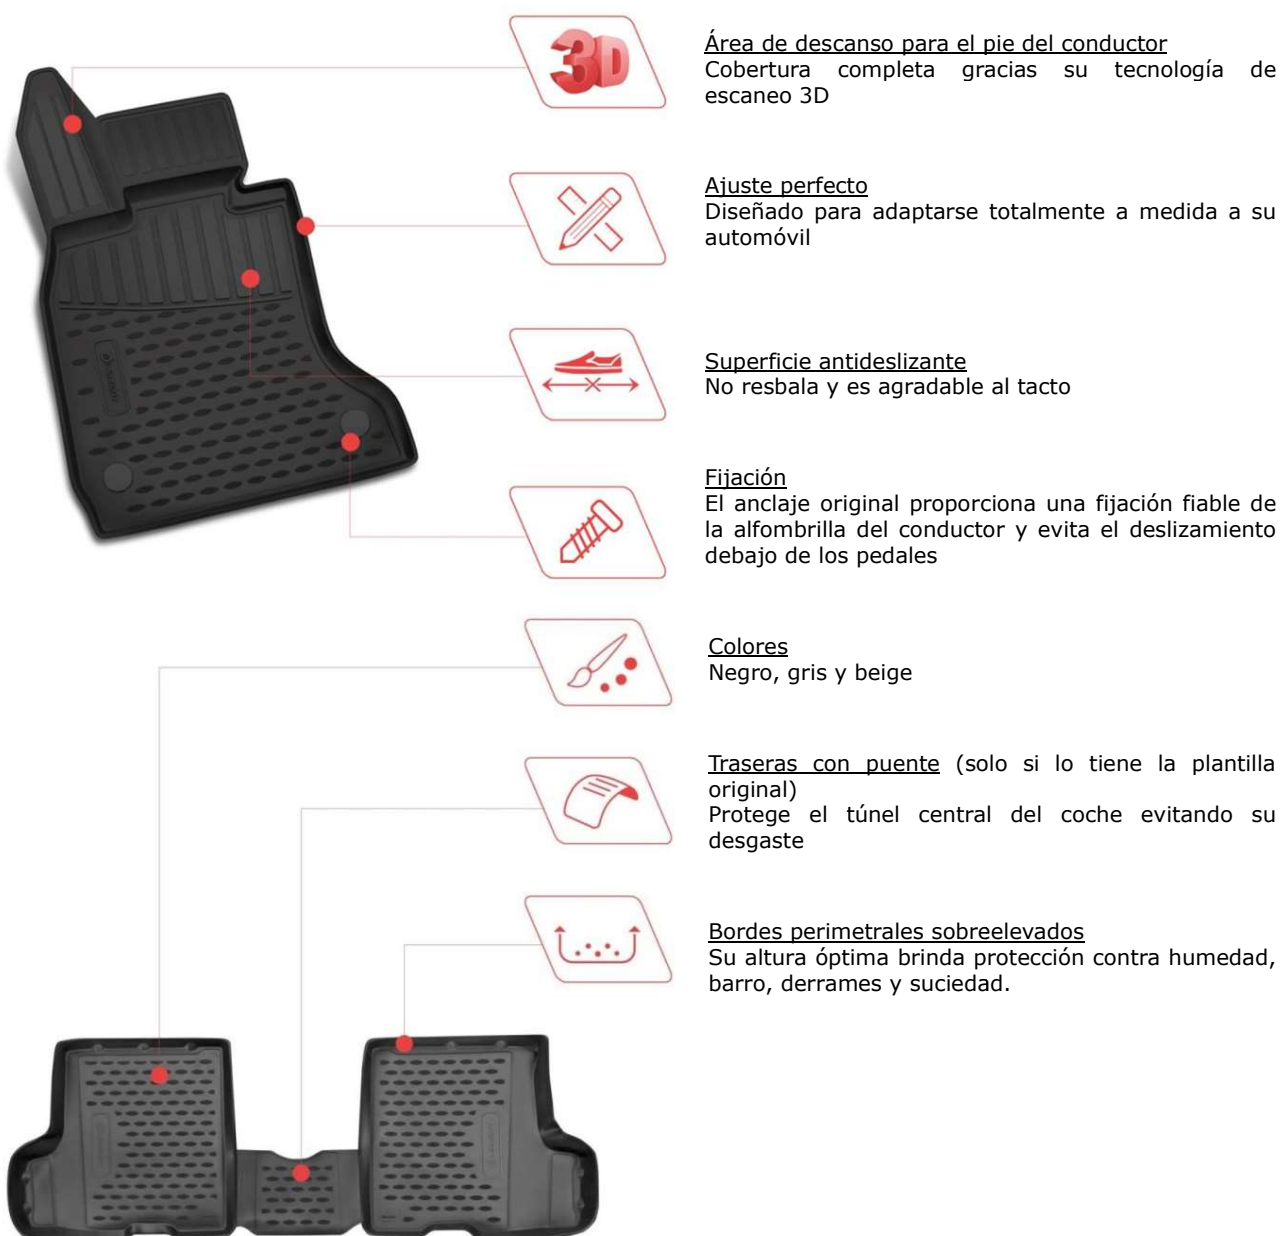 3D
Área de descanso para el pie del conductor
Cobertura completa gracias su tecnología de
escaneo 3D
Ajuste perfecto
Diseñado para adaptarse totalmente a medida a su
automóvil
Superficie antideslizante
No resbala y es agradable al tacto
Fijación
El anclaje original proporciona una fijación fiable de
la alfombrilla del conductor y evita el deslizamiento
debajo de los pedales
Colores
Negro, gris y beige
Traseras con puente (solo si lo tiene la plantilla
original)
Protege el túnel central del coche evitando su
desgaste
Bordes perimetrales sobreelevados
Su altura óptima brinda protección contra humedad,
barro, derrames y suciedad.